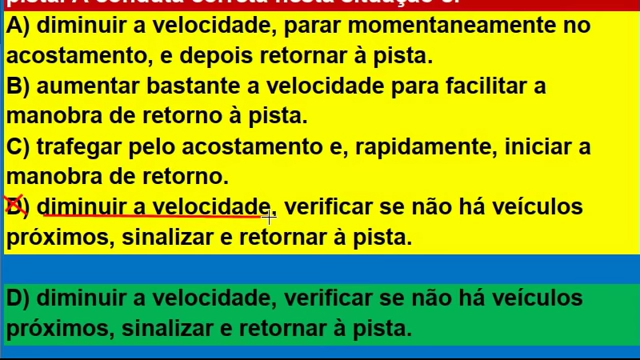 pista. A conduta correta nesta situação é:
A) diminuir a velocidade, parar momentaneamente no
acostamento, e depois retornar à pista.
B) aumentar bastante a velocidade para facilitar a
manobra de retorno à pista.
C) trafegar pelo acostamento e, rapidamente, iniciar a
manobra de retorno.
D) diminuir a velocidade, verificar se não há veículos
próximos, sinalizar e retornar à pista.
D) diminuir a velocidade, verificar se não há veículos
próximos, sinalizar e retornar à pista.